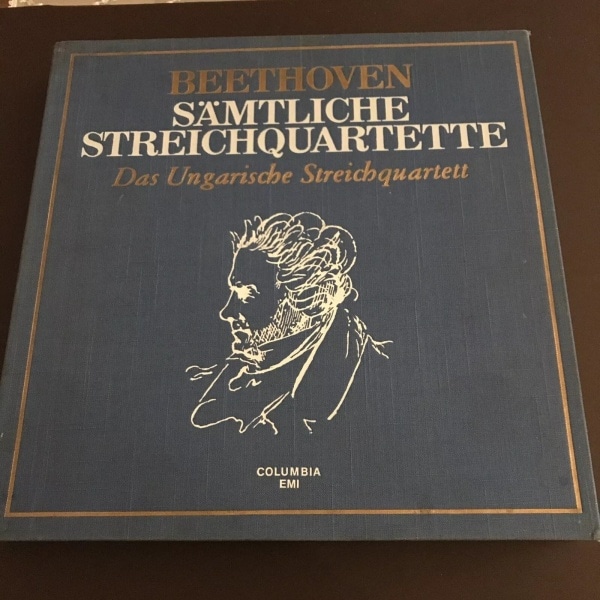 BEETHOVEN
SÄMTLICHE
STREICHQUARTETTE
Das Ungarische Streichquartett
COLUMBIA
EMI